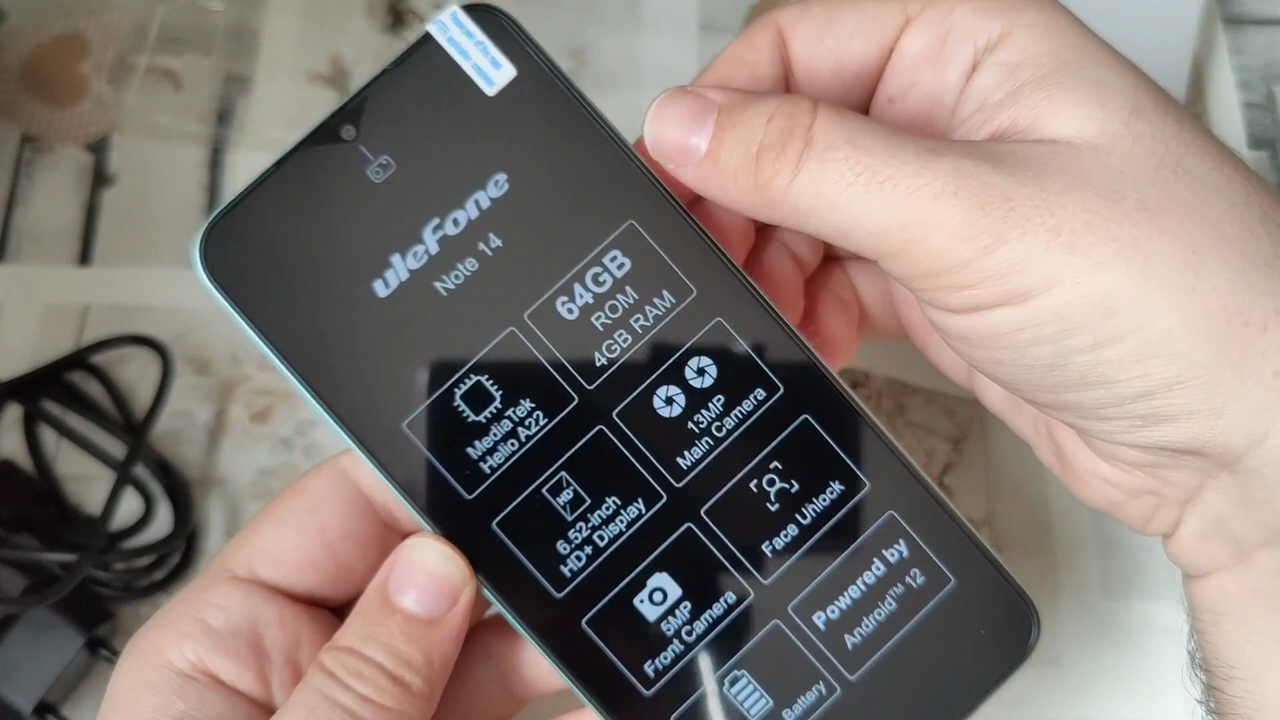 uleFone
Note 14
64GB
ROM
4GB RAM
MediaTek
Helio A22
13MP
Main Camera
HD+
6.52-inch
HD+ Display
Face Unlock
5MP
Front Camera
Powered by
Android™ 12
Battery